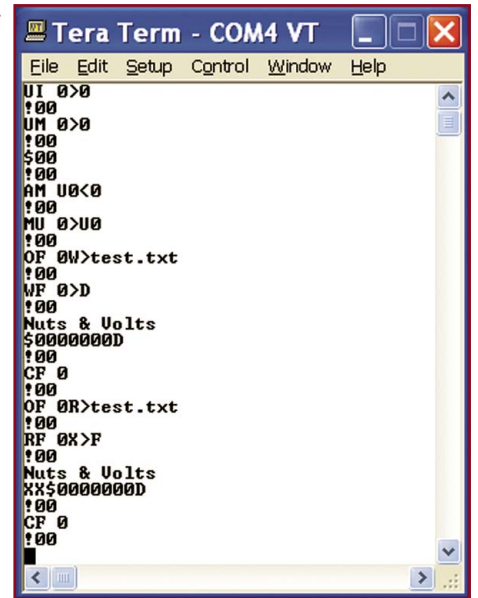 Tera Term - COM4 VT
File Edit Setup Control Window Help
UI 0>0
!00
UM 0>0
!00
$00
!00
AM U0<0
!00
MU 0>U0
!00
OF 0W>test.txt
!00
WF 0>D
!00
Nuts & Volts
$0000000D
!00
CF 0
!00
OF 0R>test.txt
!00
RF 0X>F
!00
Nuts & Volts
XX$0000000D
!00
CF 0
!00